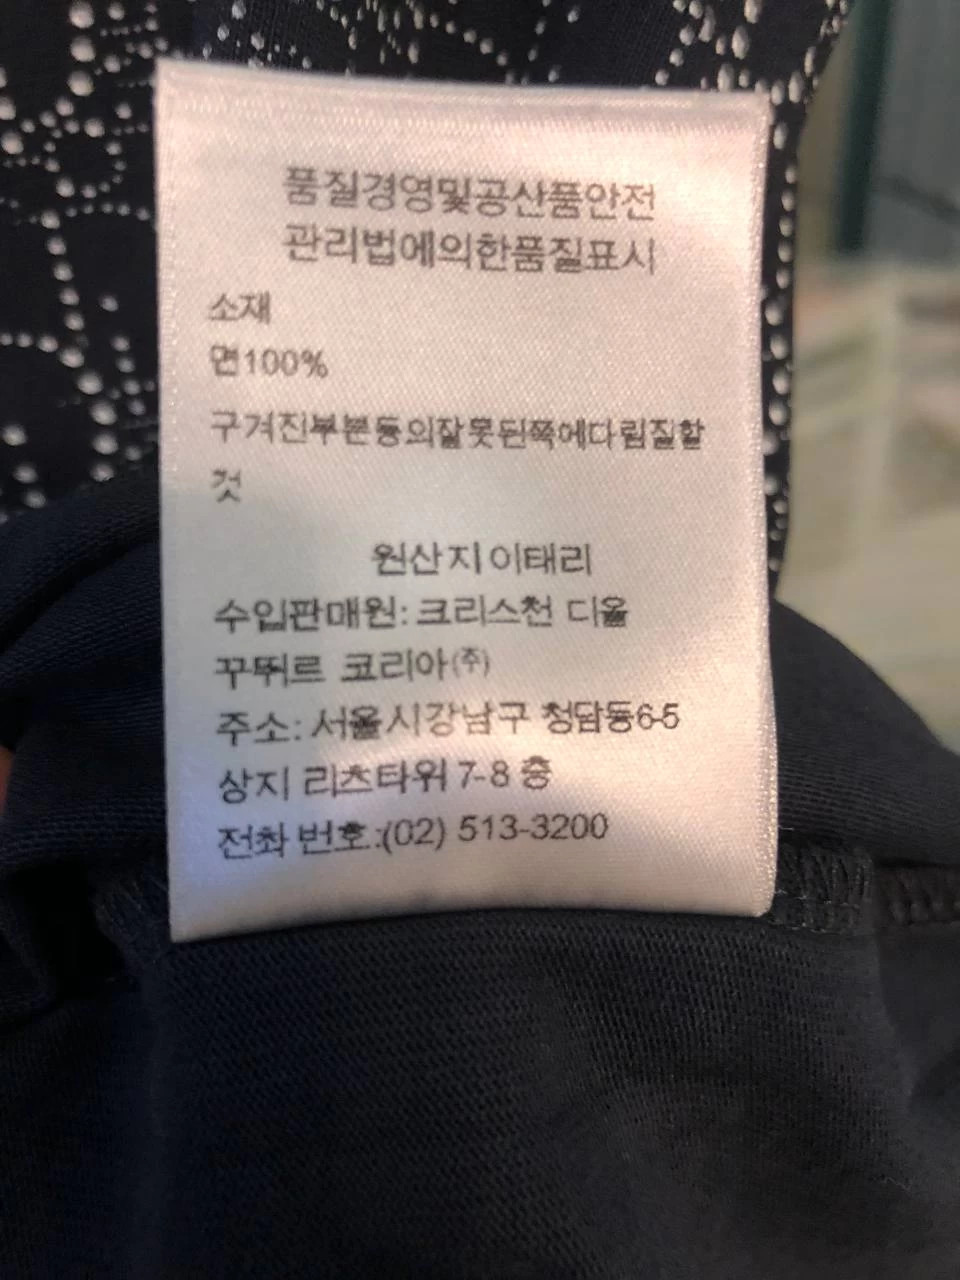 품질경영및공산품안전
관리법에의한품질표시
소재
면100%
구겨진부분등의잘못된쪽에다림질할
것
원산지이태리
수입판매원: 크리스천 디올
꾸뛰르 코리아(주)
주소: 서울시강남구 청담동6-5
상지 리츠타위 7-8 층
전화 번호:(02) 513-3200